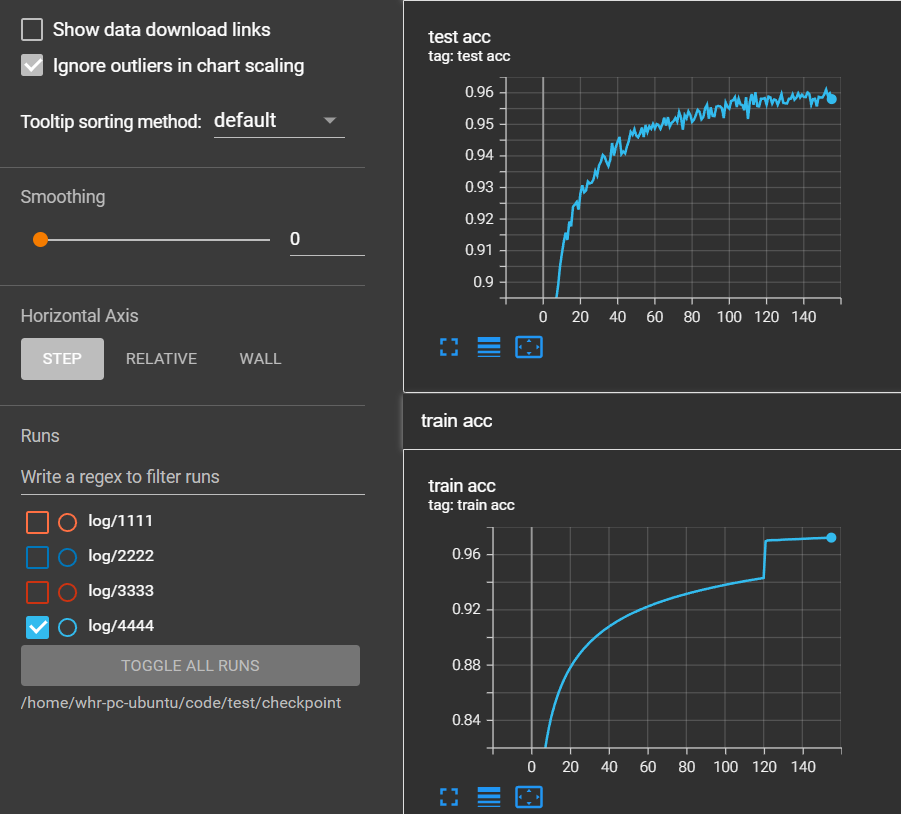 Show data download links
Ignore outliers in chart scaling
Tooltip sorting method: default
Smoothing
0
Horizontal Axis
STEP RELATIVE WALL
Runs
Write a regex to filter runs
log/1111
log/2222
log/3333
log/4444
TOGGLE ALL RUNS
/home/whr-pc-ubuntu/code/test/checkpoint
test acc
tag: test acc
0.96
0.95
0.94
0.93
0.92
0.91
0.9
0 20 40 60 80 100 120 140
train acc
train acc
tag: train acc
0.96
0.92
0.88
0.84
0 20 40 60 80 100 120 140